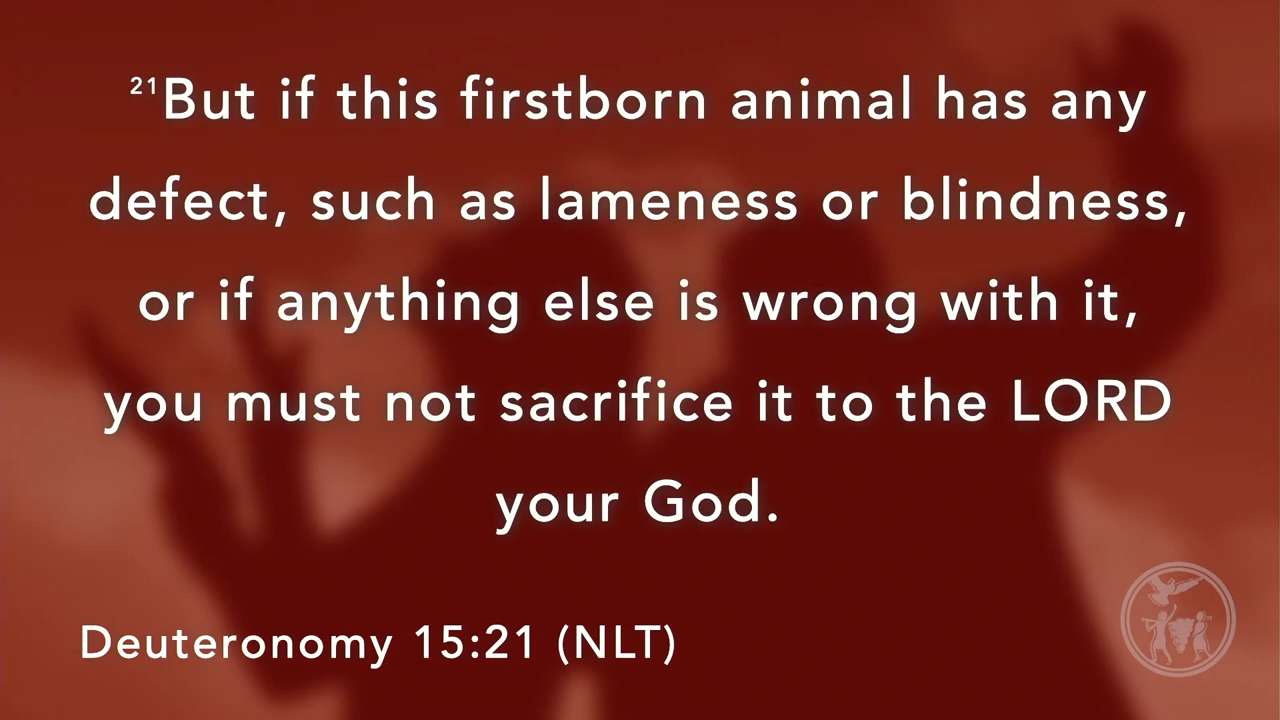 21But if this firstborn animal has any
defect, such as lameness or blindness,
or if anything else is wrong with it,
you must not sacrifice it to the LORD
your God.
Deuteronomy 15:21 (NLT)